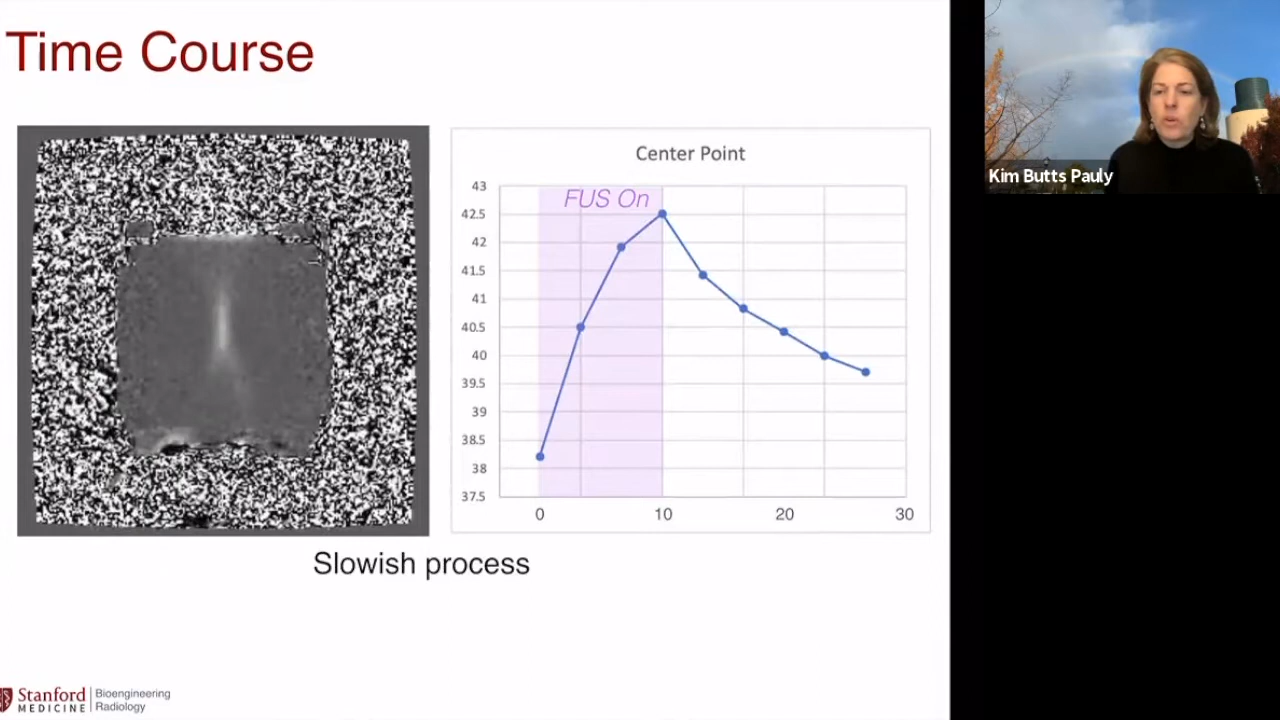 Time Course
Center Point
FUS On
43
42.5
42
41.5
41
40.5
40
39.5
39
38.5
38
37.5
0 10 20 30
Slowish process
Stanford
MEDICINE
Bioengineering
Radiology
Kim Butts Pauly